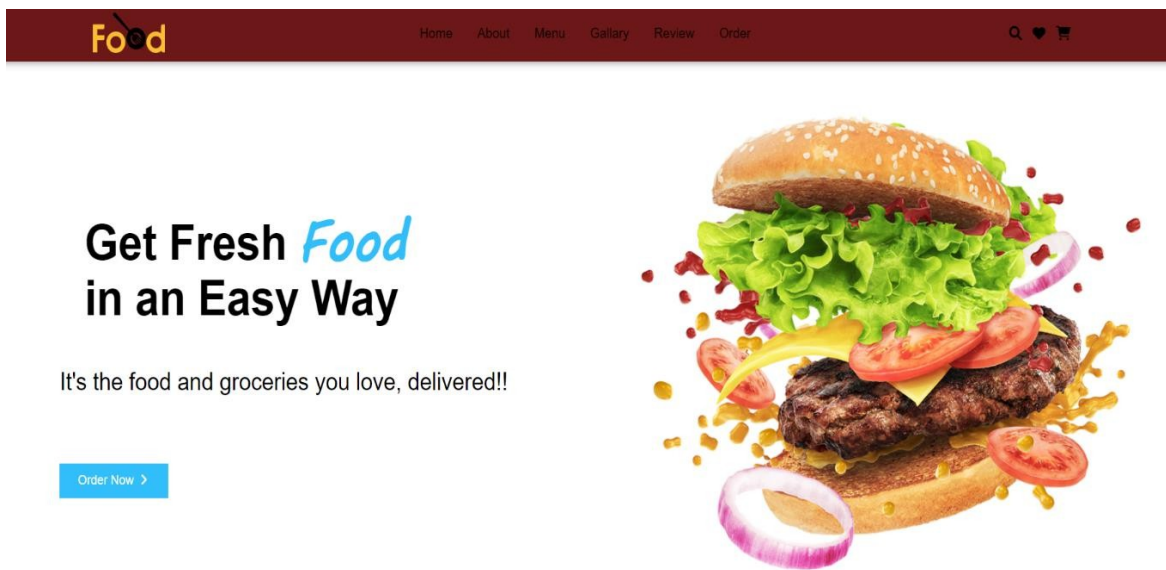 Food
Home About Menu Gallary Review Order
Get Fresh Food
in an Easy Way
It's the food and groceries you love, delivered!!
Order Now